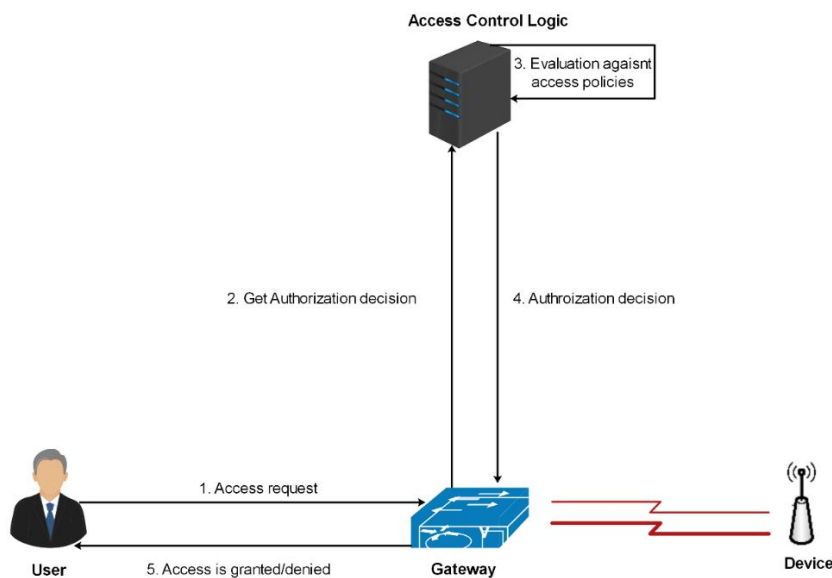 Access Control Logic
3. Evaluation agaisnt
access policies
2. Get Authorization decision
4. Authroization decision
1. Access request
5. Access is granted/denied
User
Gateway
Device